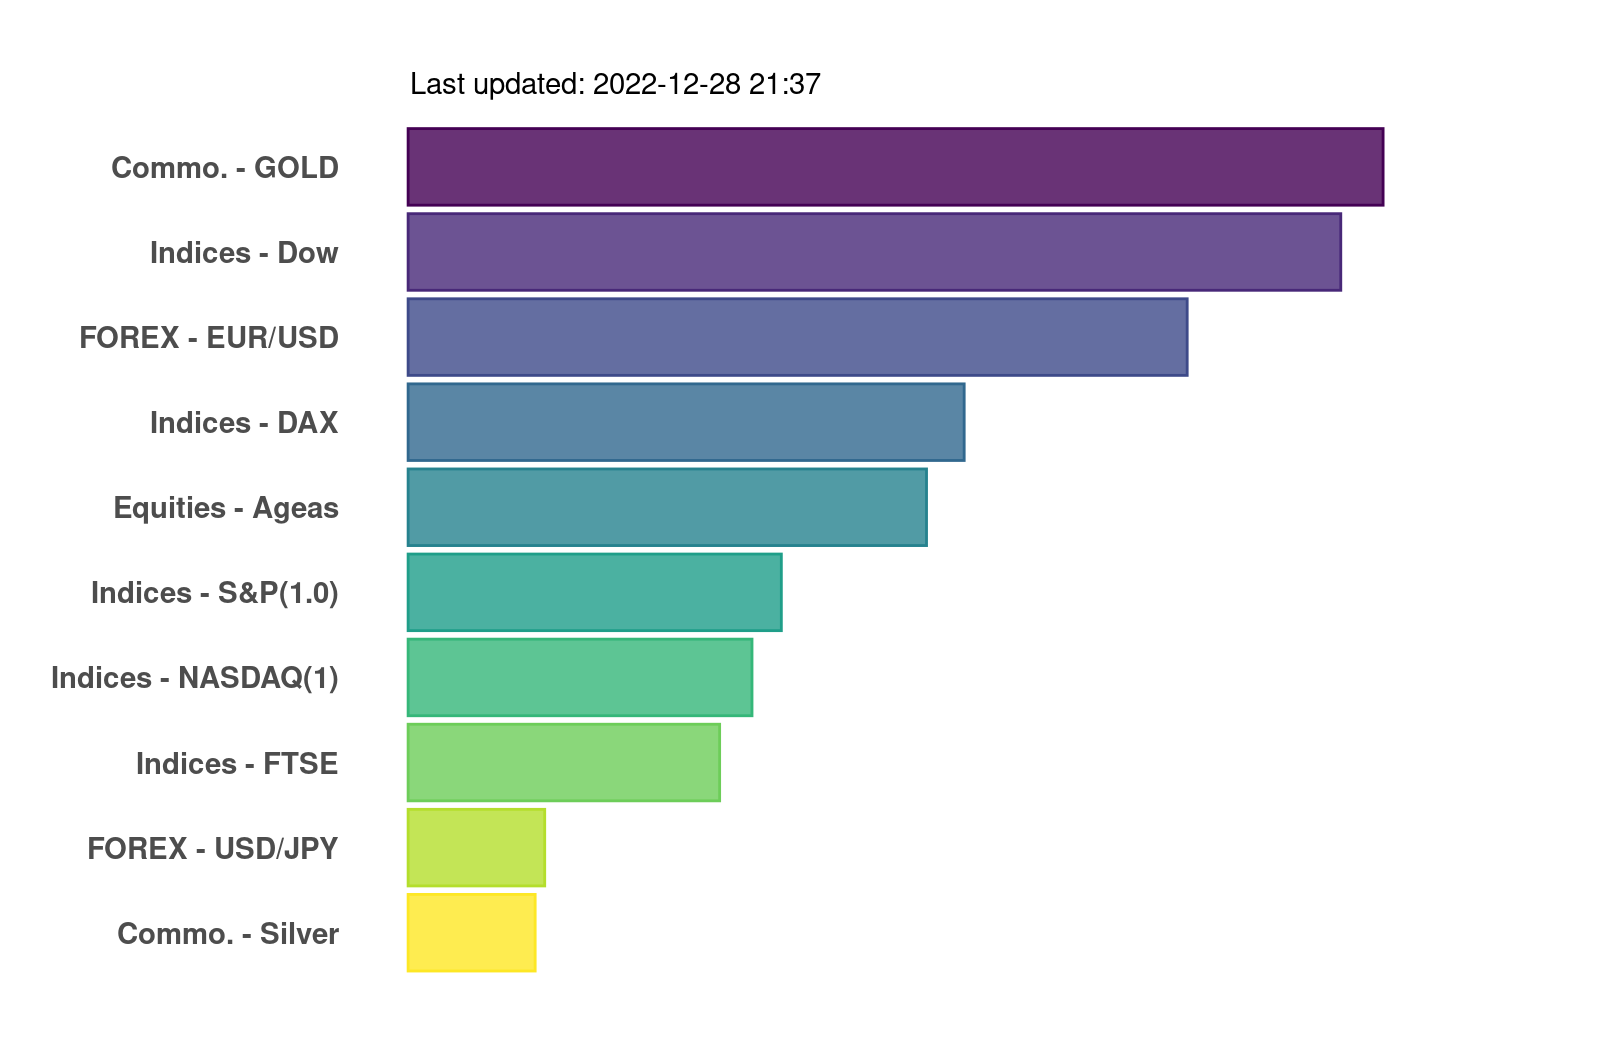 Last updated: 2022-12-28 21:37
Commo. - GOLD
Indices - Dow
FOREX - EUR/USD
Indices - DAX
Equities - Ageas
Indices - S&P(1.0)
Indices - NASDAQ(1)
Indices - FTSE
FOREX - USD/JPY
Commo. - Silver